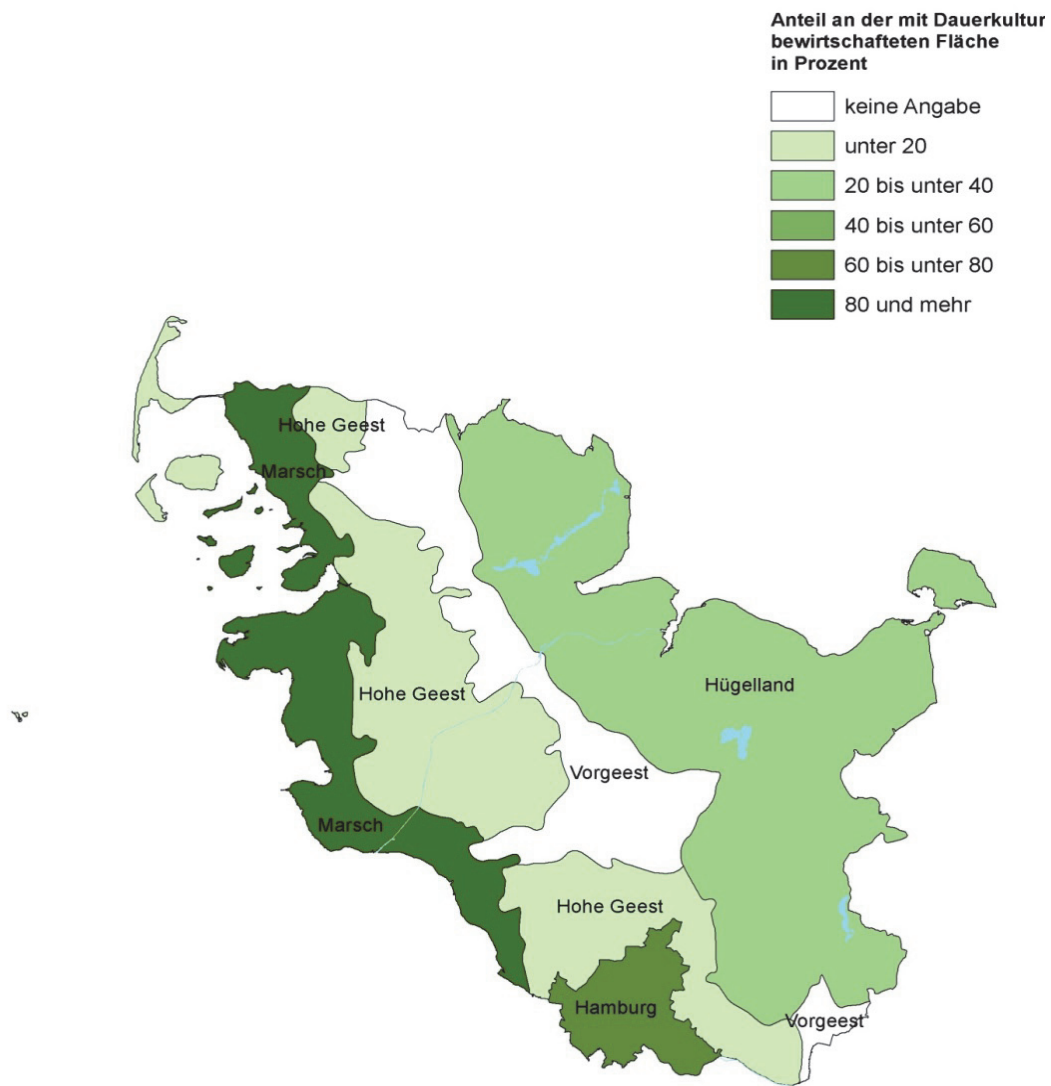 Anteil an der mit Dauerkultur
bewirtschafteten Fläche
in Prozent
keine Angabe
unter 20
20 bis unter 40
40 bis unter 60
60 bis unter 80
80 und mehr
Hohe Geest
Marsch
Hügelland
Hohe Geest
Vorgeest
Marsch
Hohe Geest
Hamburg
Vorgeest